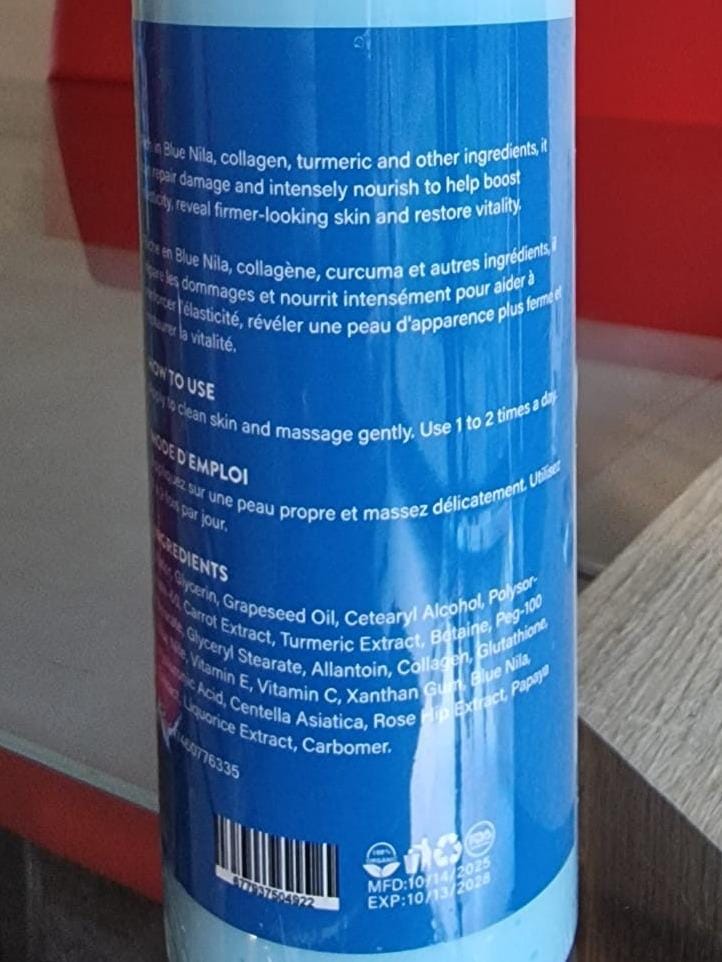 in Blue Nila, collagen, turmeric and other ingredients, it
repair damage and intensely nourish to help boost
reveal firmer-looking skin and restore vitality.
en Blue Nila, collagène, curcuma et autres ingrédients, il
les dommages et nourrit intensément pour aider à
l'élasticité, révéler une peau d'apparence plus ferme et
la vitalité.
HOW TO USE
to clean skin and massage gently. Use 1 to 2 times a day.
MODE D'EMPLOI
sur une peau propre et massez délicatement. Utilisez
fois par jour.
INGREDIENTS
Glycerin, Grapeseed Oil, Cetearyl Alcohol, Polysor-
Carrot Extract, Turmeric Extract, Betaine, Peg-100
Glyceryl Stearate, Allantoin, Collagen, Glutathione,
Vitamin E, Vitamin C, Xanthan Gum, Blue Nila,
Acid, Centella Asiatica, Rose Hip Extract, Papaya
Liquorice Extract, Carbomer.
100%
ORGANIC
FDA
MFD:10/14/2025
EXP:10/13/2028
677937504922